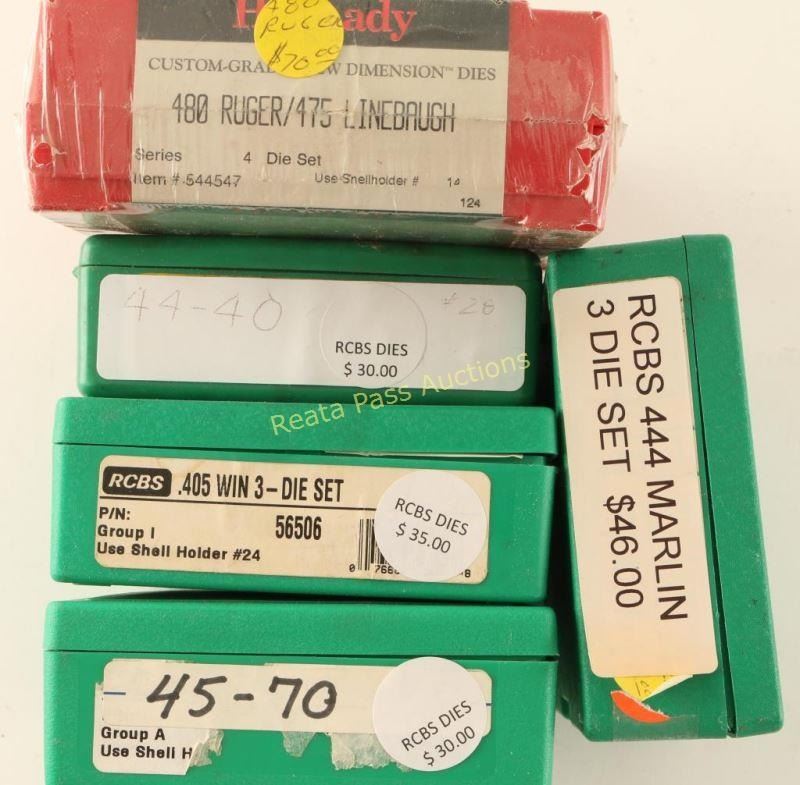 480
RUGER
$70.00
CUSTOM-GRADE NEW DIMENSION™ DIES
480 RUGER/475 LINEBAUGH
Series 4 Die Set
Item # 544547 Use Shellholder # 14
124
44-40 #28
RCBS DIES
$ 30.00
Reata Pass Auctions
RCBS .405 WIN 3-DIE SET
P/N: 56506
Group I
Use Shell Holder #24
RCBS DIES
$ 35.00
45-70
Group A
Use Shell H
RCBS DIES
$ 30.00
RCBS 444 MARLIN
3 DIE SET $46.00